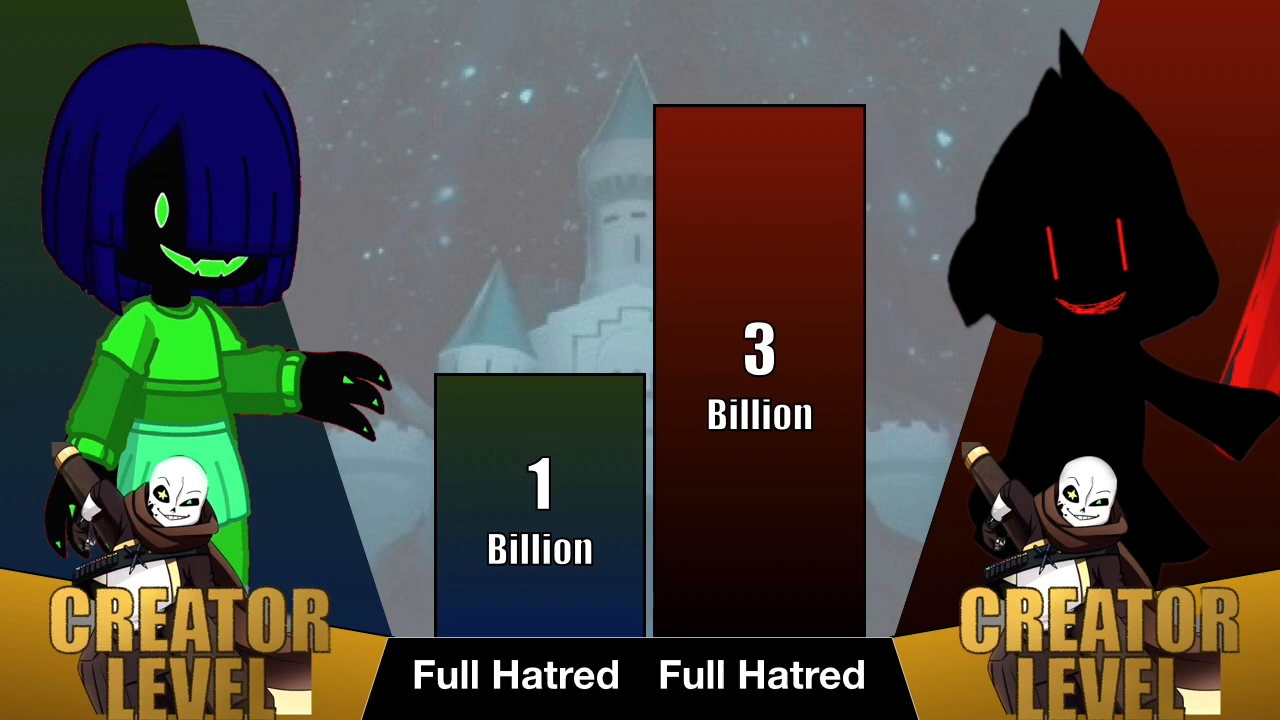 3
Billion
1
Billion
CREATOR
LEVEL
Full Hatred
Full Hatred
CREATOR
LEVEL